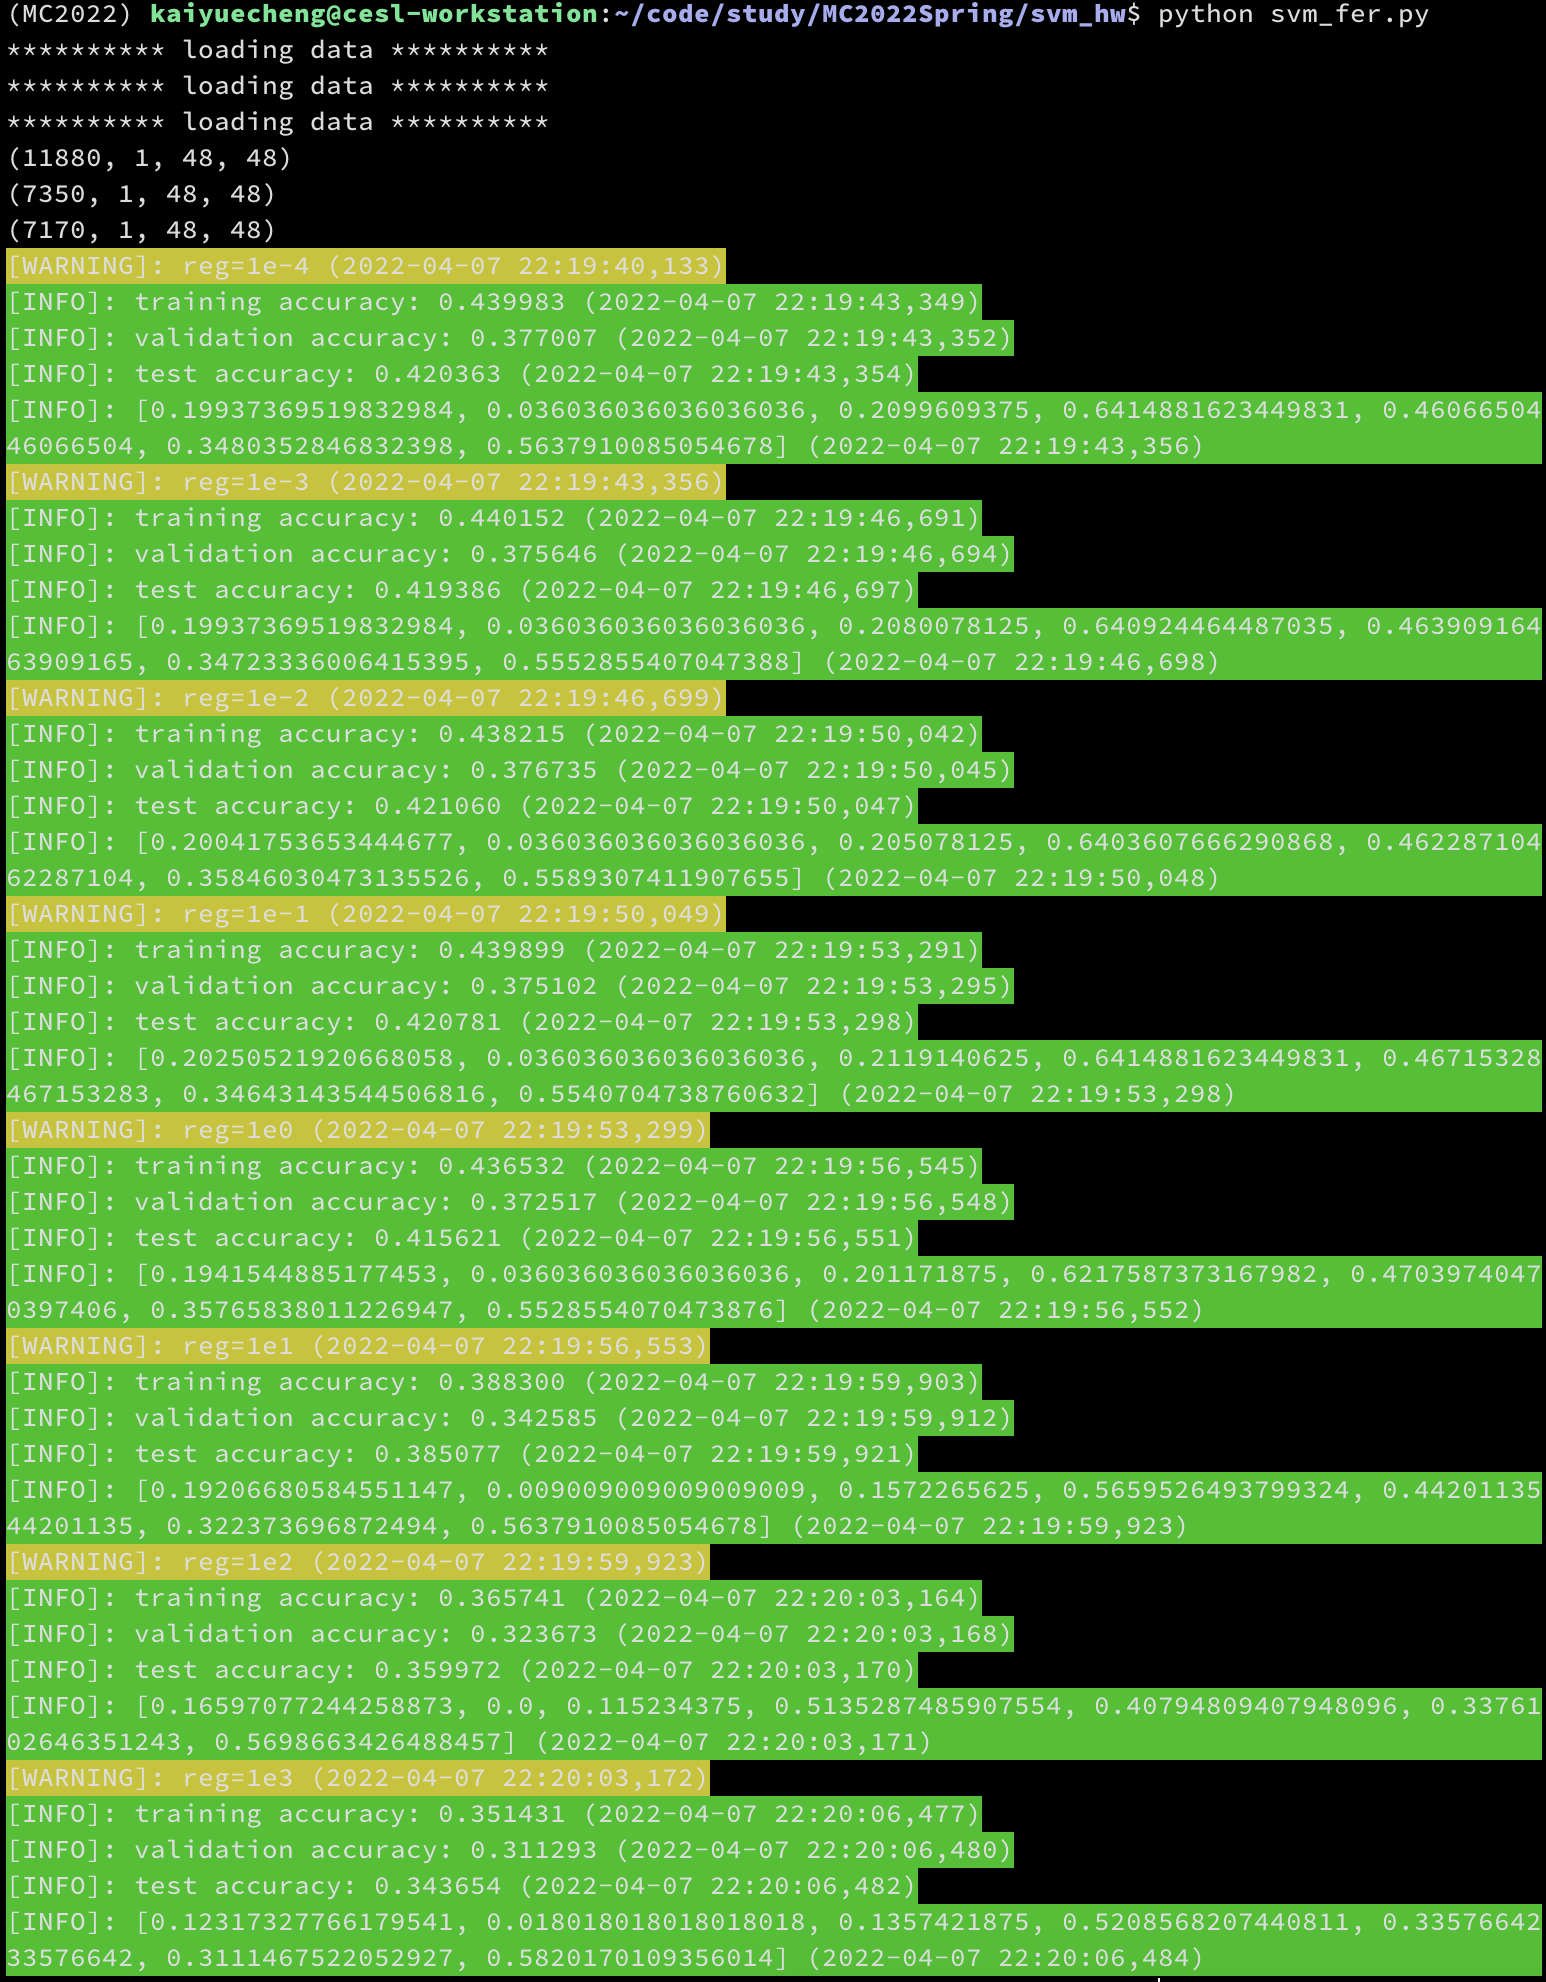 (MC2022) kaiyuecheng@cesl-workstation:~/code/study/MC2022Spring/svm_hw$ python svm_fer.py
********** loading data **********
********** loading data **********
********** loading data **********
(11880, 1, 48, 48)
(7350, 1, 48, 48)
(7170, 1, 48, 48)
[WARNING]: reg=1e-4 (2022-04-07 22:19:40,133)
[INFO]: training accuracy: 0.439983 (2022-04-07 22:19:43,349)
[INFO]: validation accuracy: 0.377007 (2022-04-07 22:19:43,352)
[INFO]: test accuracy: 0.420363 (2022-04-07 22:19:43,354)
[INFO]: [0.19937369519832984, 0.036036036036036036, 0.2099609375, 0.6414881623449831, 0.46066504
46066504, 0.3480352846832398, 0.5637910085054678] (2022-04-07 22:19:43,356)
[WARNING]: reg=1e-3 (2022-04-07 22:19:43,356)
[INFO]: training accuracy: 0.440152 (2022-04-07 22:19:46,691)
[INFO]: validation accuracy: 0.375646 (2022-04-07 22:19:46,694)
[INFO]: test accuracy: 0.419386 (2022-04-07 22:19:46,697)
[INFO]: [0.19937369519832984, 0.036036036036036036, 0.2080078125, 0.640924464487035, 0.463909164
63909165, 0.34723336006415395, 0.5552855407047388] (2022-04-07 22:19:46,698)
[WARNING]: reg=1e-2 (2022-04-07 22:19:46,699)
[INFO]: training accuracy: 0.438215 (2022-04-07 22:19:50,042)
[INFO]: validation accuracy: 0.376735 (2022-04-07 22:19:50,045)
[INFO]: test accuracy: 0.421060 (2022-04-07 22:19:50,047)
[INFO]: [0.20041753653444677, 0.036036036036036036, 0.205078125, 0.6403607666290868, 0.462287104
62287104, 0.35846030473135526, 0.5589307411907655] (2022-04-07 22:19:50,048)
[WARNING]: reg=1e-1 (2022-04-07 22:19:50,049)
[INFO]: training accuracy: 0.439899 (2022-04-07 22:19:53,291)
[INFO]: validation accuracy: 0.375102 (2022-04-07 22:19:53,295)
[INFO]: test accuracy: 0.420781 (2022-04-07 22:19:53,298)
[INFO]: [0.20250521920668058, 0.036036036036036036, 0.2119140625, 0.6414881623449831, 0.46715328
467153283, 0.34643143544506816, 0.5540704738760632] (2022-04-07 22:19:53,298)
[WARNING]: reg=1e0 (2022-04-07 22:19:53,299)
[INFO]: training accuracy: 0.436532 (2022-04-07 22:19:56,545)
[INFO]: validation accuracy: 0.372517 (2022-04-07 22:19:56,548)
[INFO]: test accuracy: 0.415621 (2022-04-07 22:19:56,551)
[INFO]: [0.1941544885177453, 0.036036036036036036, 0.201171875, 0.6217587373167982, 0.4703974047
0397406, 0.35765838011226947, 0.5528554070473876] (2022-04-07 22:19:56,552)
[WARNING]: reg=1e1 (2022-04-07 22:19:56,553)
[INFO]: training accuracy: 0.388300 (2022-04-07 22:19:59,903)
[INFO]: validation accuracy: 0.342585 (2022-04-07 22:19:59,912)
[INFO]: test accuracy: 0.385077 (2022-04-07 22:19:59,921)
[INFO]: [0.19206680584551147, 0.009009009009009009, 0.1572265625, 0.5659526493799324, 0.44201135
44201135, 0.322373696872494, 0.5637910085054678] (2022-04-07 22:19:59,923)
[WARNING]: reg=1e2 (2022-04-07 22:19:59,923)
[INFO]: training accuracy: 0.365741 (2022-04-07 22:20:03,164)
[INFO]: validation accuracy: 0.323673 (2022-04-07 22:20:03,168)
[INFO]: test accuracy: 0.359972 (2022-04-07 22:20:03,170)
[INFO]: [0.16597077244258873, 0.0, 0.115234375, 0.5135287485907554, 0.40794809407948096, 0.33761
02646351243, 0.5698663426488457] (2022-04-07 22:20:03,171)
[WARNING]: reg=1e3 (2022-04-07 22:20:03,172)
[INFO]: training accuracy: 0.351431 (2022-04-07 22:20:06,477)
[INFO]: validation accuracy: 0.311293 (2022-04-07 22:20:06,480)
[INFO]: test accuracy: 0.343654 (2022-04-07 22:20:06,482)
[INFO]: [0.12317327766179541, 0.018018018018018018, 0.1357421875, 0.5208568207440811, 0.33576642
33576642, 0.3111467522052927, 0.5820170109356014] (2022-04-07 22:20:06,484)